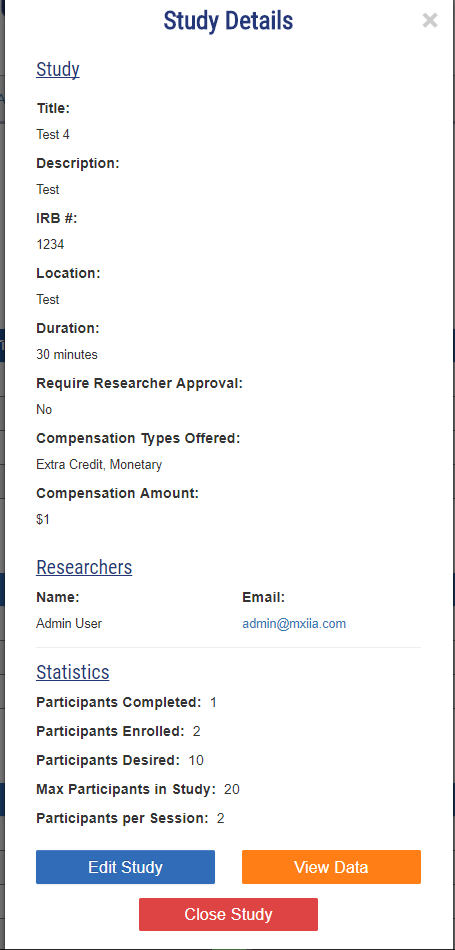 Study Details
×
Study
Title:
Test 4
Description:
Test
IRB #:
1234
Location:
Test
Duration:
30 minutes
Require Researcher Approval:
No
Compensation Types Offered:
Extra Credit, Monetary
Compensation Amount:
$1
Researchers
Name: Email:
Admin User admin@mxiia.com
Statistics
Participants Completed: 1
Participants Enrolled: 2
Participants Desired: 10
Max Participants in Study: 20
Participants per Session: 2
Edit Study View Data
Close Study